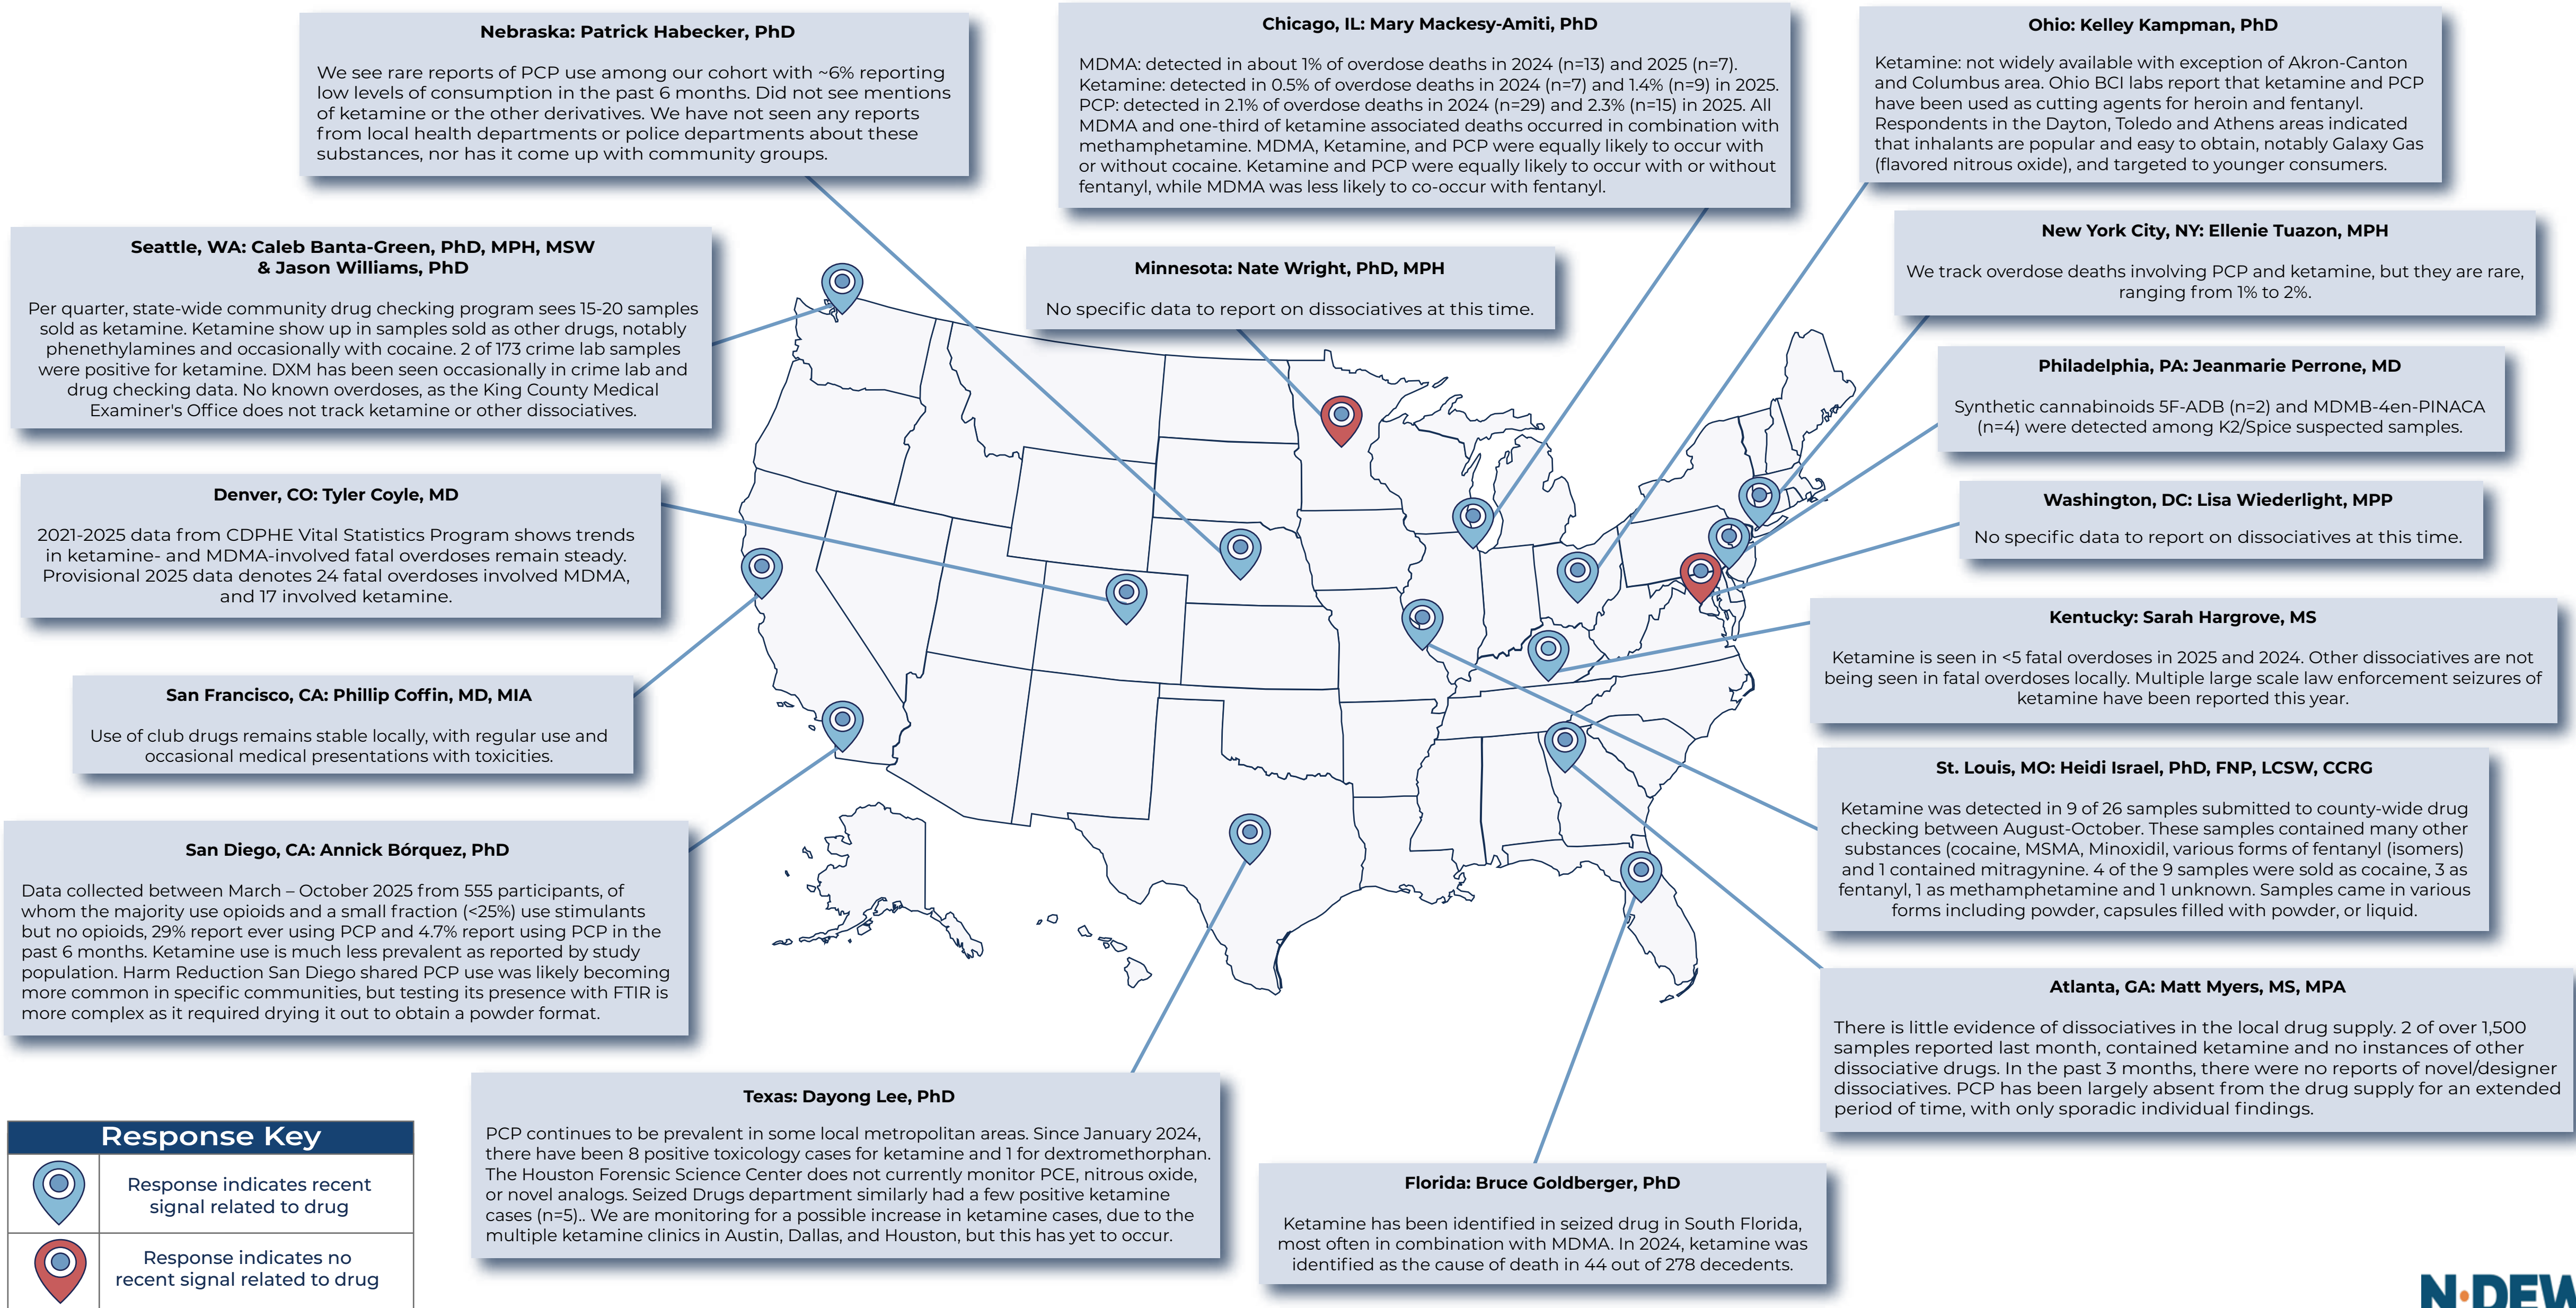 Nebraska: Patrick Habecker, PhD
We see rare reports of PCP use among our cohort with ~6% reporting
low levels of consumption in the past 6 months. Did not see mentions
of ketamine or the other derivatives. We have not seen any reports
from local health departments or police departments about these
substances, nor has it come up with community groups.
Chicago, IL: Mary Mackesy-Amiti, PhD
MDMA: detected in about 1% of overdose deaths in 2024 (n=13) and 2025 (n=7).
Ketamine: detected in 0.5% of overdose deaths in 2024 (n=7) and 1.4% (n=9) in 2025.
PCP: detected in 2.1% of overdose deaths in 2024 (n=29) and 2.3% (n=15) in 2025. All
MDMA and one-third of ketamine associated deaths occurred in combination with
methamphetamine. MDMA, Ketamine, and PCP were equally likely to occur with
or without cocaine. Ketamine and PCP were equally likely to occur with or without
fentanyl, while MDMA was less likely to co-occur with fentanyl.
Ohio: Kelley Kampman, PhD
Ketamine: not widely available with exception of Akron-Canton
and Columbus area. Ohio BCI labs report that ketamine and PCP
have been used as cutting agents for heroin and fentanyl.
Respondents in the Dayton, Toledo and Athens areas indicated
that inhalants are popular and easy to obtain, notably Galaxy Gas
(flavored nitrous oxide), and targeted to younger consumers.
Seattle, WA: Caleb Banta-Green, PhD, MPH, MSW
& Jason Williams, PhD
Per quarter, state-wide community drug checking program sees 15-20 samples
sold as ketamine. Ketamine show up in samples sold as other drugs, notably
phenethylamines and occasionally with cocaine. 2 of 173 crime lab samples
were positive for ketamine. DXM has been seen occasionally in crime lab and
drug checking data. No known overdoses, as the King County Medical
Examiner's Office does not track ketamine or other dissociatives.
Minnesota: Nate Wright, PhD, MPH
No specific data to report on dissociatives at this time.
New York City, NY: Ellenie Tuazon, MPH
We track overdose deaths involving PCP and ketamine, but they are rare,
ranging from 1% to 2%.
Philadelphia, PA: Jeanmarie Perrone, MD
Synthetic cannabinoids 5F-ADB (n=2) and MDMB-4en-PINACA
(n=4) were detected among K2/Spice suspected samples.
Denver, CO: Tyler Coyle, MD
2021-2025 data from CDPHE Vital Statistics Program shows trends
in ketamine- and MDMA-involved fatal overdoses remain steady.
Provisional 2025 data denotes 24 fatal overdoses involved MDMA,
and 17 involved ketamine.
Washington, DC: Lisa Wiederlight, MPP
No specific data to report on dissociatives at this time.
Kentucky: Sarah Hargrove, MS
Ketamine is seen in <5 fatal overdoses in 2025 and 2024. Other dissociatives are not
being seen in fatal overdoses locally. Multiple large scale law enforcement seizures of
ketamine have been reported this year.
San Francisco, CA: Phillip Coffin, MD, MIA
Use of club drugs remains stable locally, with regular use and
occasional medical presentations with toxicities.
St. Louis, MO: Heidi Israel, PhD, FNP, LCSW, CCRG
Ketamine was detected in 9 of 26 samples submitted to county-wide drug
checking between August-October. These samples contained many other
substances (cocaine, MSMA, Minoxidil, various forms of fentanyl (isomers)
and 1 contained mitragynine. 4 of the 9 samples were sold as cocaine, 3 as
fentanyl, 1 as methamphetamine and 1 unknown. Samples came in various
forms including powder, capsules filled with powder, or liquid.
San Diego, CA: Annick Bórquez, PhD
Data collected between March – October 2025 from 555 participants, of
whom the majority use opioids and a small fraction (<25%) use stimulants
but no opioids, 29% report ever using PCP and 4.7% report using PCP in the
past 6 months. Ketamine use is much less prevalent as reported by study
population. Harm Reduction San Diego shared PCP use was likely becoming
more common in specific communities, but testing its presence with FTIR is
more complex as it required drying it out to obtain a powder format.
Atlanta, GA: Matt Myers, MS, MPA
There is little evidence of dissociatives in the local drug supply. 2 of over 1,500
samples reported last month, contained ketamine and no instances of other
dissociative drugs. In the past 3 months, there were no reports of novel/designer
dissociatives. PCP has been largely absent from the drug supply for an extended
period of time, with only sporadic individual findings.
Texas: Dayong Lee, PhD
PCP continues to be prevalent in some local metropolitan areas. Since January 2024,
there have been 8 positive toxicology cases for ketamine and 1 for dextromethorphan.
The Houston Forensic Science Center does not currently monitor PCE, nitrous oxide,
or novel analogs. Seized Drugs department similarly had a few positive ketamine
cases (n=5).. We are monitoring for a possible increase in ketamine cases, due to the
multiple ketamine clinics in Austin, Dallas, and Houston, but this has yet to occur.
Florida: Bruce Goldberger, PhD
Ketamine has been identified in seized drug in South Florida,
most often in combination with MDMA. In 2024, ketamine was
identified as the cause of death in 44 out of 278 decedents.
Response Key
Response indicates recent
signal related to drug
Response indicates no
recent signal related to drug